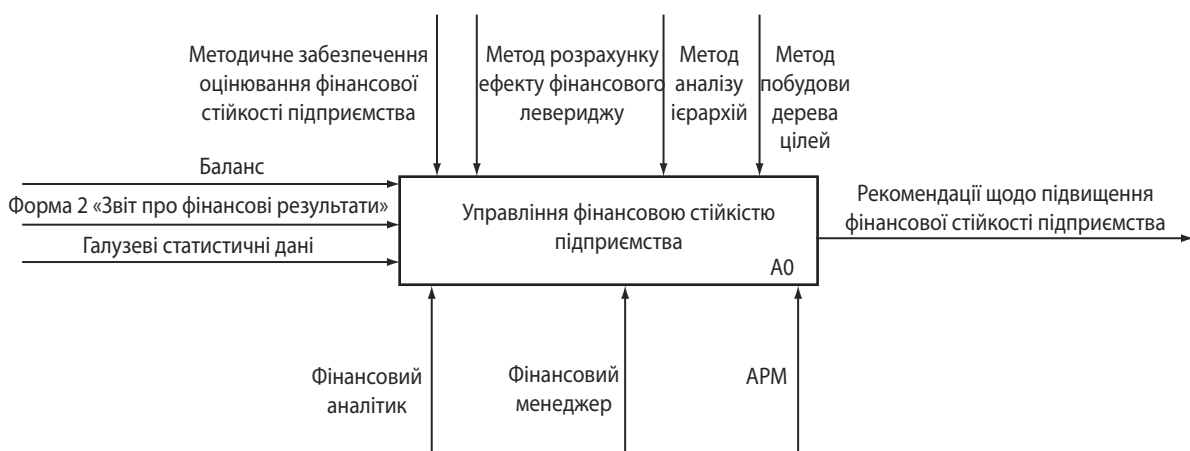 Методичне забезпечення
оцінювання фінансової
стійкості підприємства
Метод розрахунку
ефекту фінансового
левериджу
Метод
аналізу
ієрархій
Метод
побудови
дерева
цілей
Баланс
Форма 2 «Звіт про фінансові результати»
Галузеві статистичні дані
Управління фінансовою стійкістю
підприємства
А0
Рекомендації щодо підвищення
фінансової стійкості підприємства
Фінансовий
аналітик
Фінансовий
менеджер
АРМ